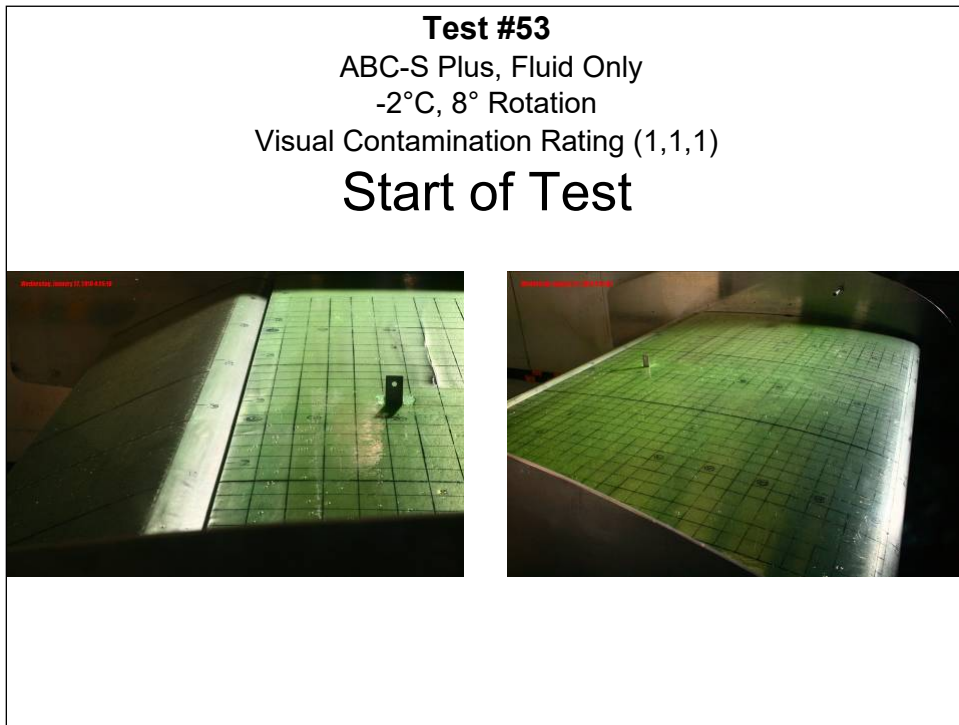 Test #53
ABC-S Plus, Fluid Only
-2°C, 8° Rotation
Visual Contamination Rating (1,1,1)
Start of Test